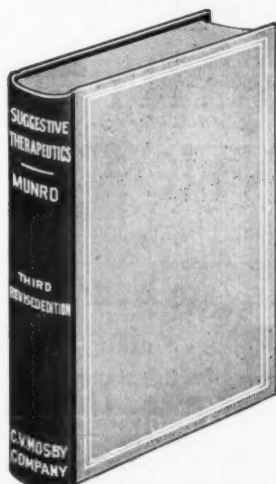 SUGGESTIVE
THERAPEUTICS
MUNRO
THIRD
REVISED EDITION
C.V. MOSBY
COMPANY